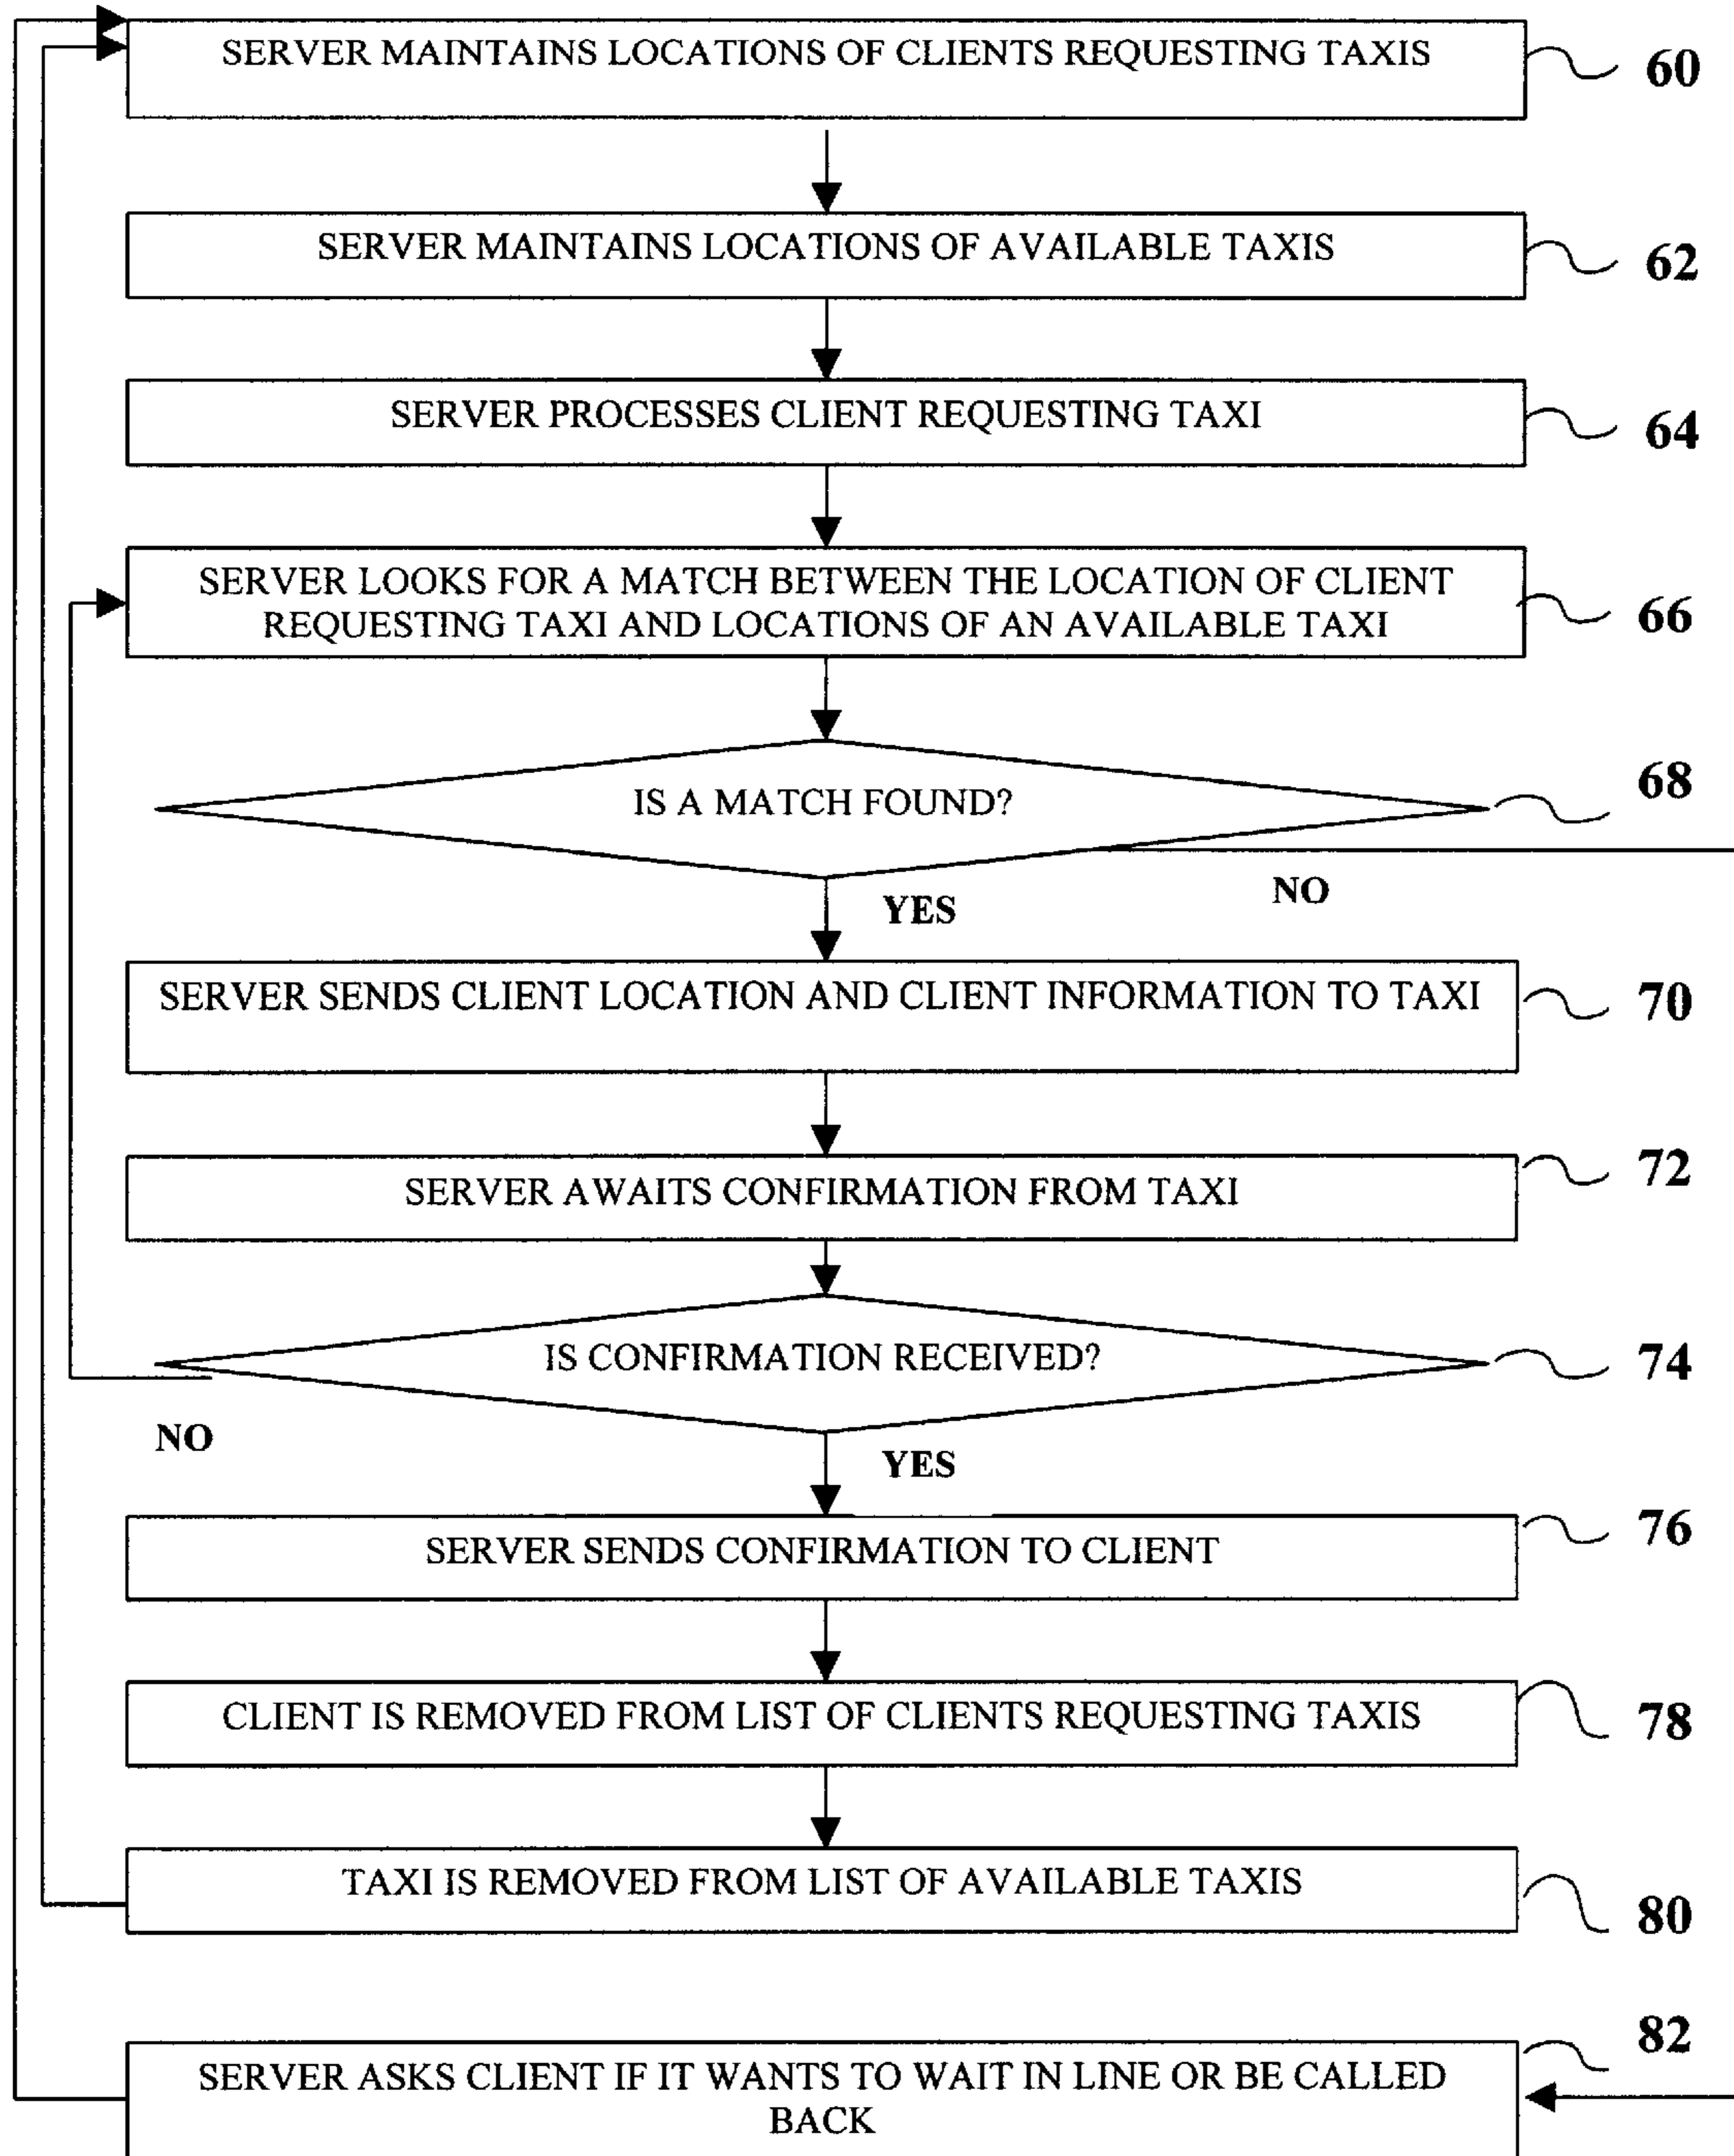 SERVER MAINTAINS LOCATIONS OF CLIENTS REQUESTING TAXIS
60
SERVER MAINTAINS LOCATIONS OF AVAILABLE TAXIS
62
SERVER PROCESSES CLIENT REQUESTING TAXI
64
SERVER LOOKS FOR A MATCH BETWEEN THE LOCATION OF CLIENT
REQUESTING TAXI AND LOCATIONS OF AN AVAILABLE TAXI
66
IS A MATCH FOUND?
68
NO
YES
SERVER SENDS CLIENT LOCATION AND CLIENT INFORMATION TO TAXI
70
SERVER AWAITS CONFIRMATION FROM TAXI
72
IS CONFIRMATION RECEIVED?
74
NO
YES
SERVER SENDS CONFIRMATION TO CLIENT
76
CLIENT IS REMOVED FROM LIST OF CLIENTS REQUESTING TAXIS
78
TAXI IS REMOVED FROM LIST OF AVAILABLE TAXIS
80
SERVER ASKS CLIENT IF IT WANTS TO WAIT IN LINE OR BE CALLED
BACK
82